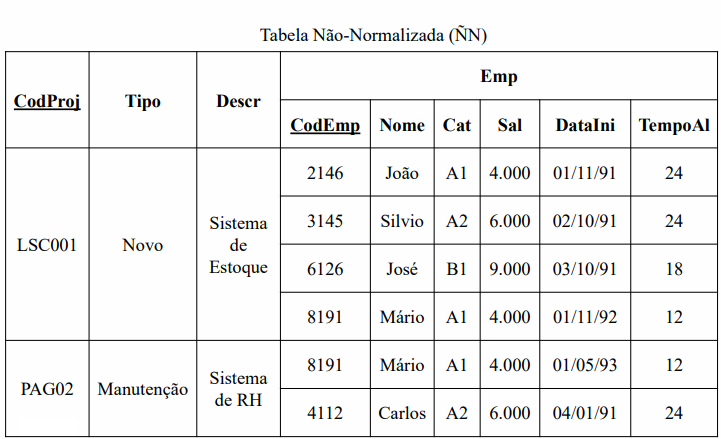 Tabela Não-Normalizada (ÑN)
CodProj Tipo Descr Emp
CodEmp Nome Cat Sal DataIni TempoAl
LSC001 Novo Sistema de Estoque
2146 João A1 4.000 01/11/91 24
3145 Silvio A2 6.000 02/10/91 24
6126 José B1 9.000 03/10/91 18
8191 Mário A1 4.000 01/11/92 12
PAG02 Manutenção Sistema de RH
8191 Mário A1 4.000 01/05/93 12
4112 Carlos A2 6.000 04/01/91 24